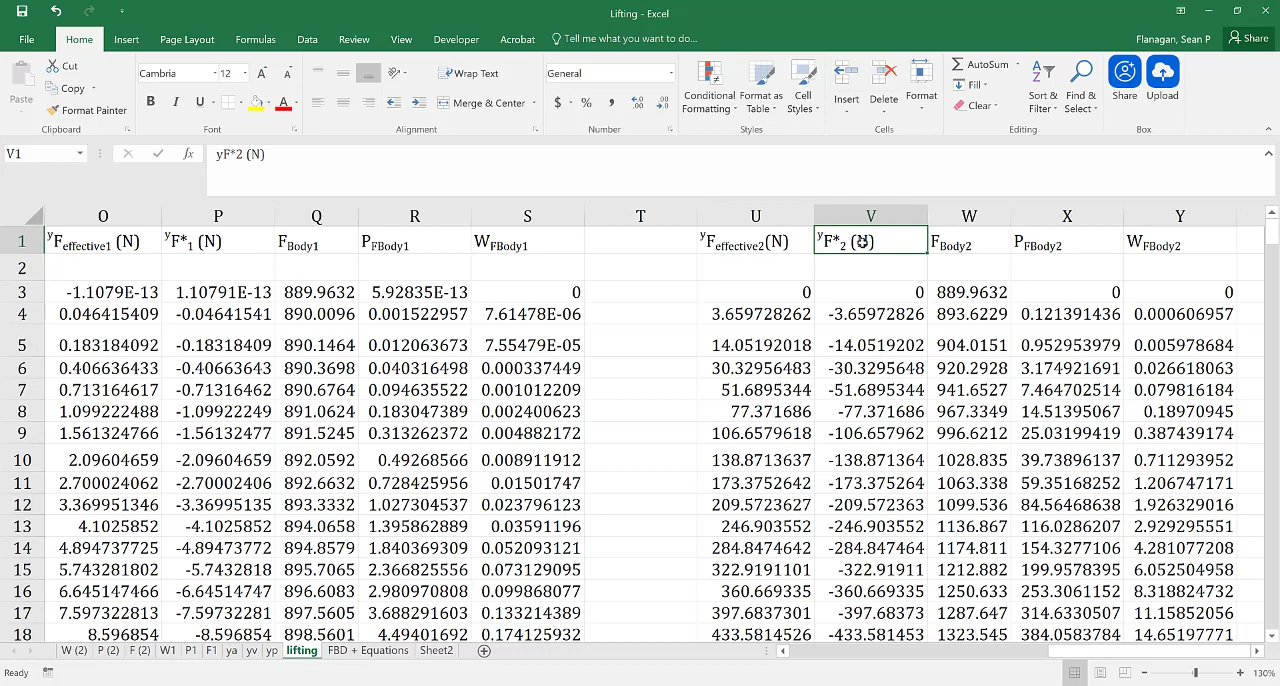 Lifting - Excel
File Home Insert Page Layout Formulas Data Review View Developer Acrobat Tell me what you want to do... Flanagan, Sean P Share
Paste Cut Copy Format Painter Clipboard
Cambria 12 A A B I U A Font
Wrap Text Merge & Center Alignment
General $ % , Number
Conditional Formatting Format as Table Cell Styles Styles
Insert Delete Format Cells
AutoSum Fill Clear Sort & Filter Find & Select Editing
Share Upload Box
V1 fx yF*2 (N)
O P Q R S T U V W X Y
1 yFeffective1 (N) yF*1 (N) FBody1 PFBody1 WFBody1 yFeffective2(N) yF*2 (N) FBody2 PFBody2 WFBody2
2
3 -1.1079E-13 1.10791E-13 889.9632 5.92835E-13 0 0 0 889.9632 0 0
4 0.046415409 -0.04641541 890.0096 0.001522957 7.61478E-06 3.659728262 -3.65972826 893.6229 0.121391436 0.000606957
5 0.183184092 -0.18318409 890.1464 0.012063673 7.55479E-05 14.05192018 -14.0519202 904.0151 0.952953979 0.005978684
6 0.406636433 -0.40663643 890.3698 0.040316498 0.000337449 30.32956483 -30.3295648 920.2928 3.174921691 0.026618063
7 0.713164617 -0.71316462 890.6764 0.094635522 0.001012209 51.6895344 -51.6895344 941.6527 7.464702514 0.079816184
8 1.099222488 -1.09922249 891.0624 0.183047389 0.002400623 77.371686 -77.371686 967.3349 14.51395067 0.18970945
9 1.561324766 -1.56132477 891.5245 0.313262372 0.004882172 106.6579618 -106.657962 996.6212 25.03199419 0.387439174
10 2.09604659 -2.09604659 892.0592 0.49268566 0.008911912 138.8713637 -138.871364 1028.835 39.73896137 0.711293952
11 2.700024062 -2.70002406 892.6632 0.728425956 0.01501747 173.3752642 -173.375264 1063.338 59.35168252 1.206747171
12 3.369951346 -3.36995135 893.3332 1.027304537 0.023796123 209.5723627 -209.572363 1099.536 84.56468638 1.926329016
13 4.1025852 -4.1025852 894.0658 1.395862889 0.03591196 246.903552 -246.903552 1136.867 116.0286207 2.929295551
14 4.894737725 -4.89473772 894.8579 1.840369309 0.052093121 284.8474642 -284.847464 1174.811 154.3277106 4.281077208
15 5.743281802 -5.7432818 895.7065 2.366825556 0.073129095 322.9191101 -322.91911 1212.882 199.9578395 6.052504958
16 6.645147466 -6.64514747 896.6083 2.980970808 0.099868077 360.669335 -360.669335 1250.633 253.3061152 8.318824732
17 7.597322813 -7.59732281 897.5605 3.688291603 0.133214389 397.6837301 -397.68373 1287.647 314.6330507 11.15852056
18 8.596854 -8.596854 898.5601 4.49401692 0.174125932 433.5814526 -433.581453 1323.545 384.0583784 14.65197771
W (2) P (2) F (2) W1 P1 F1 ya yv yp lifting FBD + Equations Sheet2
Ready 130%